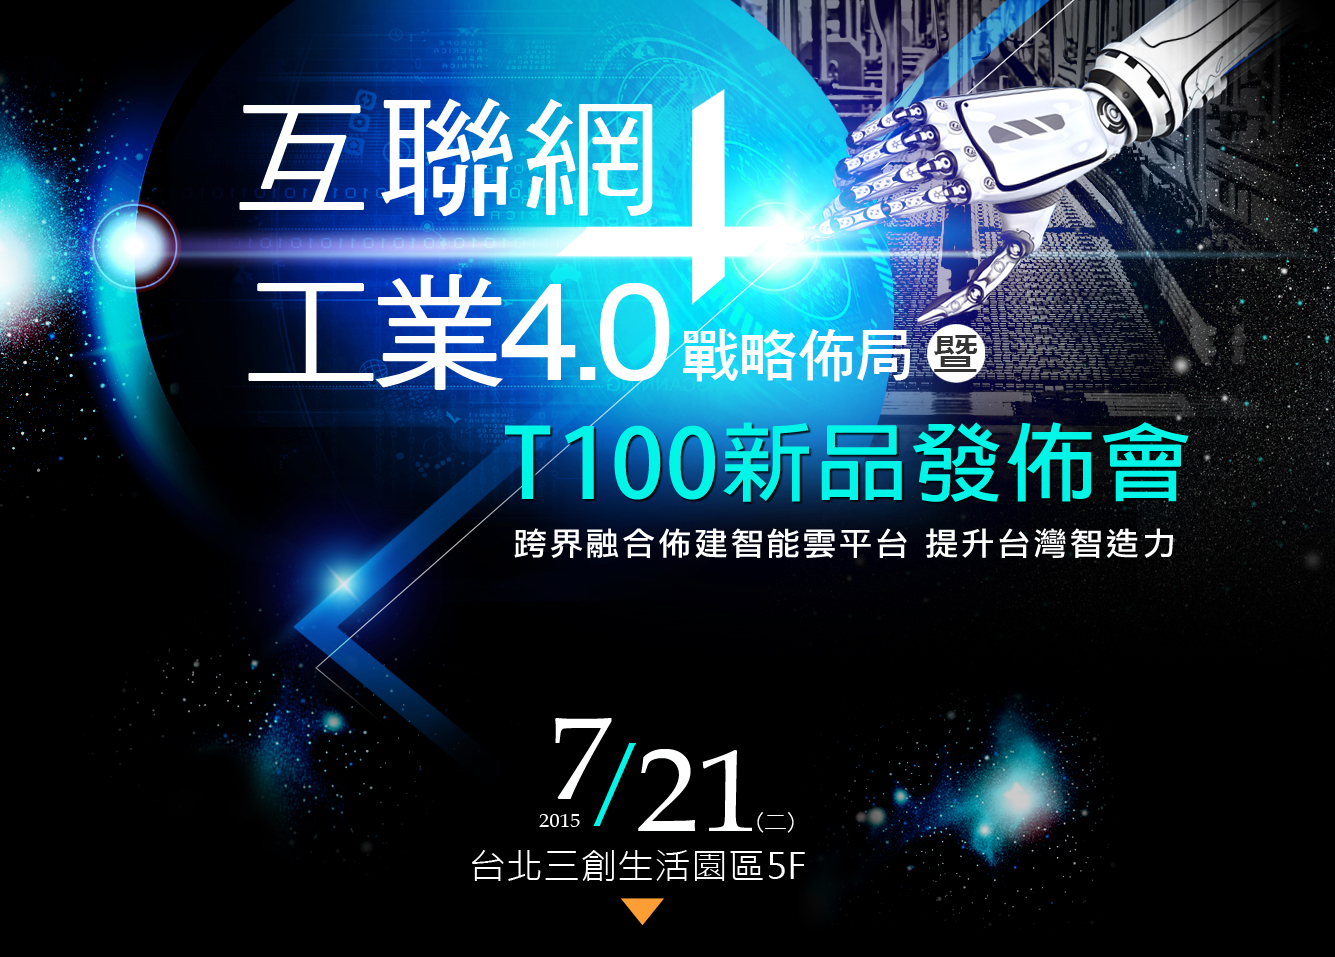 互聯網+
工業4.0戰略佈局 暨
T100新品發佈會
跨界融合佈建智能雲平台 提升台灣智造力
7/21(二)
2015
台北三創生活園區5F